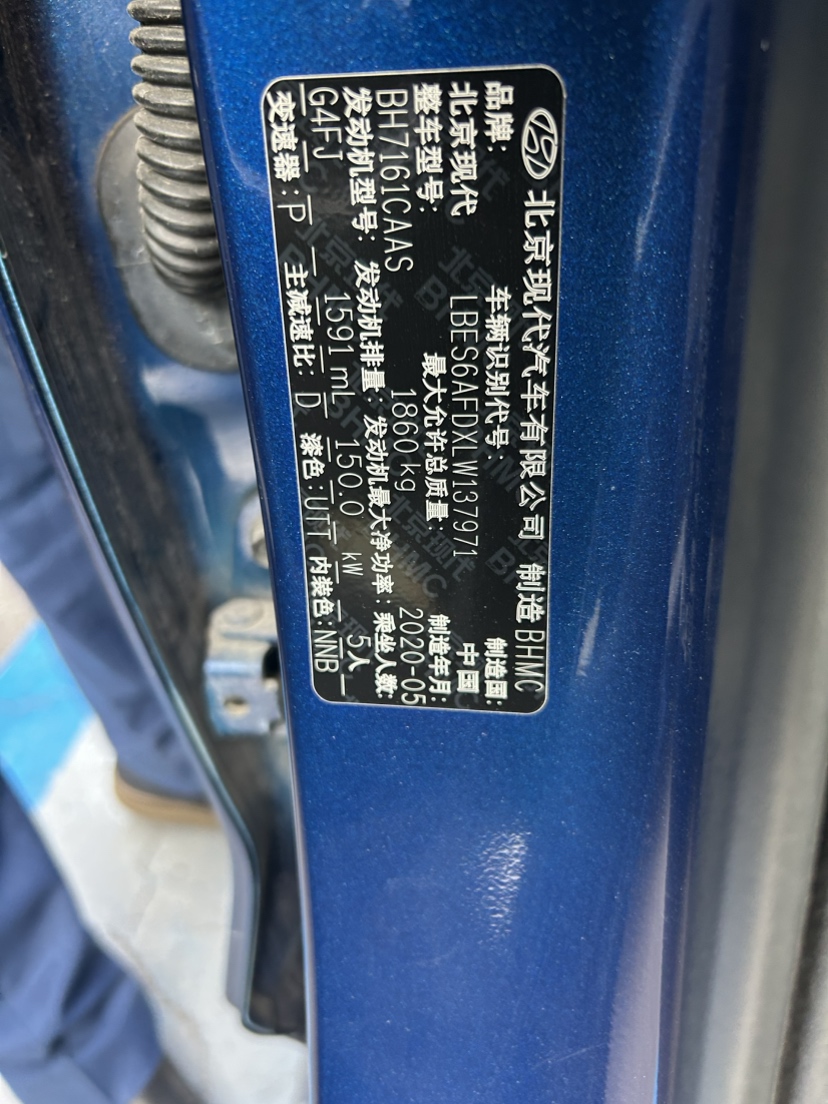 北京现代汽车有限公司 制造 BHMC
品牌: 车辆识别代号: 制造国:
北京现代 LBES6AFDXLW137971 中国
整车型号: 最大允许总质量: 制造年月:
BH7161CAAS 1860 kg 2020-05
发动机型号: 发动机排量: 发动机最大净功率: 乘坐人数:
G4FJ 1591 mL 150.0 kW 5人
变速器: P 主减速比: D 漆色: UTT 内装色: NNB